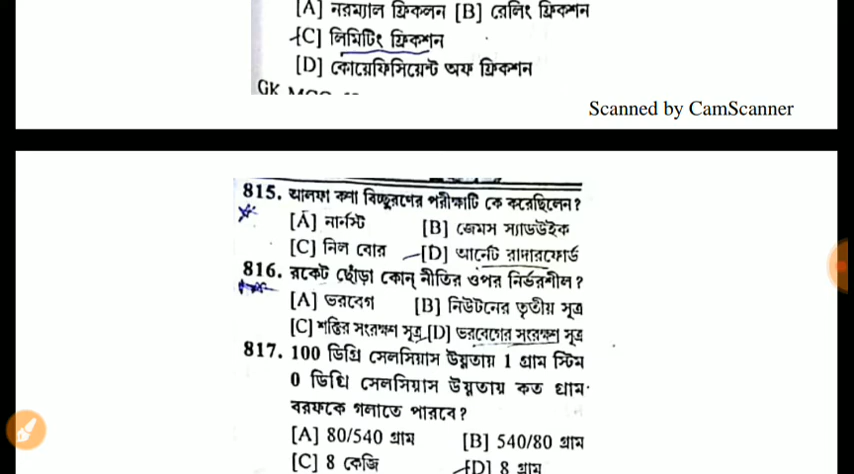 [A] নরম্যাল ফ্রিকশন [B] রোলিং ফ্রিকশন
[C] লিমিটিং ফ্রিকশন
[D] কোয়েফিসিয়েন্ট অফ ফ্রিকশন
GK
Scanned by CamScanner
815. আলফা কণা বিচ্ছুরণের পরীক্ষাটি কে করেছিলেন?
[A] নার্নস্ট [B] জেমস স্যাডউইক
[C] নিল বোর [D] আর্নেট রাদারফোর্ড
816. রকেট ছোঁড়া কোন্ নীতির ওপর নির্ভরশীল?
[A] ভরবেগ [B] নিউটনের তৃতীয় সূত্র
[C] শক্তির সংরক্ষণ সূত্র [D] ভরবেগের সংরক্ষণ সূত্র
817. 100 ডিগ্রি সেলসিয়াস উষ্ণতায় 1 গ্রাম স্টিম
0 ডিগ্রি সেলসিয়াস উষ্ণতায় কত গ্রাম
বরফকে গলাতে পারবে?
[A] 80/540 গ্রাম [B] 540/80 গ্রাম
[C] 8 কেজি [D] 8 গ্রাম